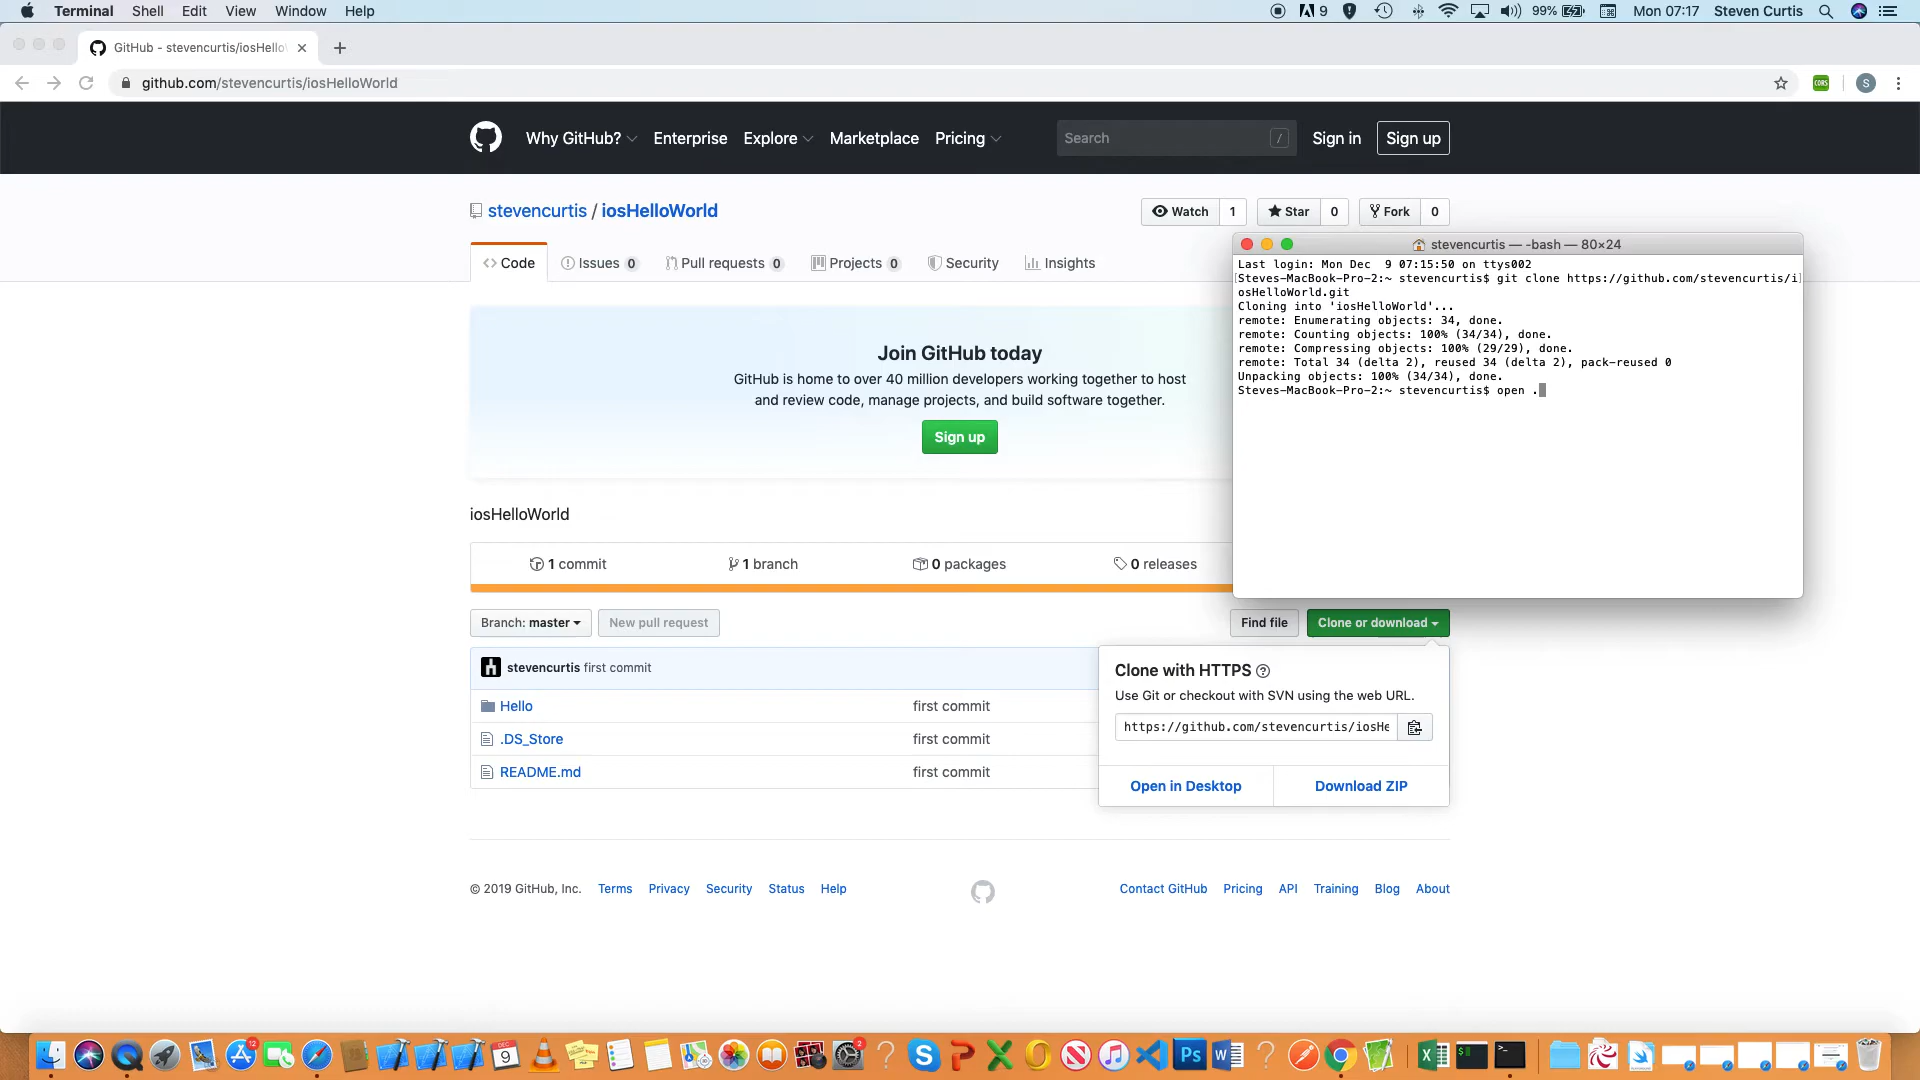 Terminal Shell Edit View Window Help
9 99% Mon 07:17 Steven Curtis
GitHub - stevencurtis/iosHello
github.com/stevencurtis/iosHelloWorld
CORS S
Why GitHub? Enterprise Explore Marketplace Pricing Search / Sign in Sign up
stevencurtis / iosHelloWorld
Watch 1 Star 0 Fork 0
Code Issues 0 Pull requests 0 Projects 0 Security Insights
Join GitHub today
GitHub is home to over 40 million developers working together to host
and review code, manage projects, and build software together.
Sign up
iosHelloWorld
1 commit 1 branch 0 packages 0 releases
Branch: master New pull request Find file Clone or download
stevencurtis first commit
Hello first commit
.DS_Store first commit
README.md first commit
Clone with HTTPS
Use Git or checkout with SVN using the web URL.
https://github.com/stevencurtis/iosHe
Open in Desktop Download ZIP
stevencurtis — -bash — 80×24
Last login: Mon Dec  9 07:15:50 on ttys002
[Steves-MacBook-Pro-2:~ stevencurtis$ git clone https://github.com/stevencurtis/i]
osHelloWorld.git
Cloning into 'iosHelloWorld'...
remote: Enumerating objects: 34, done.
remote: Counting objects: 100% (34/34), done.
remote: Compressing objects: 100% (29/29), done.
remote: Total 34 (delta 2), reused 34 (delta 2), pack-reused 0
Unpacking objects: 100% (34/34), done.
Steves-MacBook-Pro-2:~ stevencurtis$ open .
© 2019 GitHub, Inc. Terms Privacy Security Status Help
Contact GitHub Pricing API Training Blog About
12 DEC 9 2 Ps